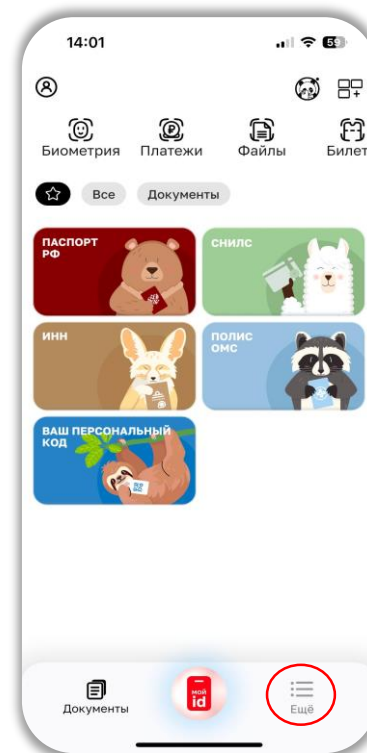 14:01
59
Биометрия Платежи Файлы Билет
Все Документы
ПАСПОРТ
РФ
СНИЛС
ИНН
ПОЛИС
ОМС
ВАШ ПЕРСОНАЛЬНЫЙ
КОД
Документы
мой
id
Ещё